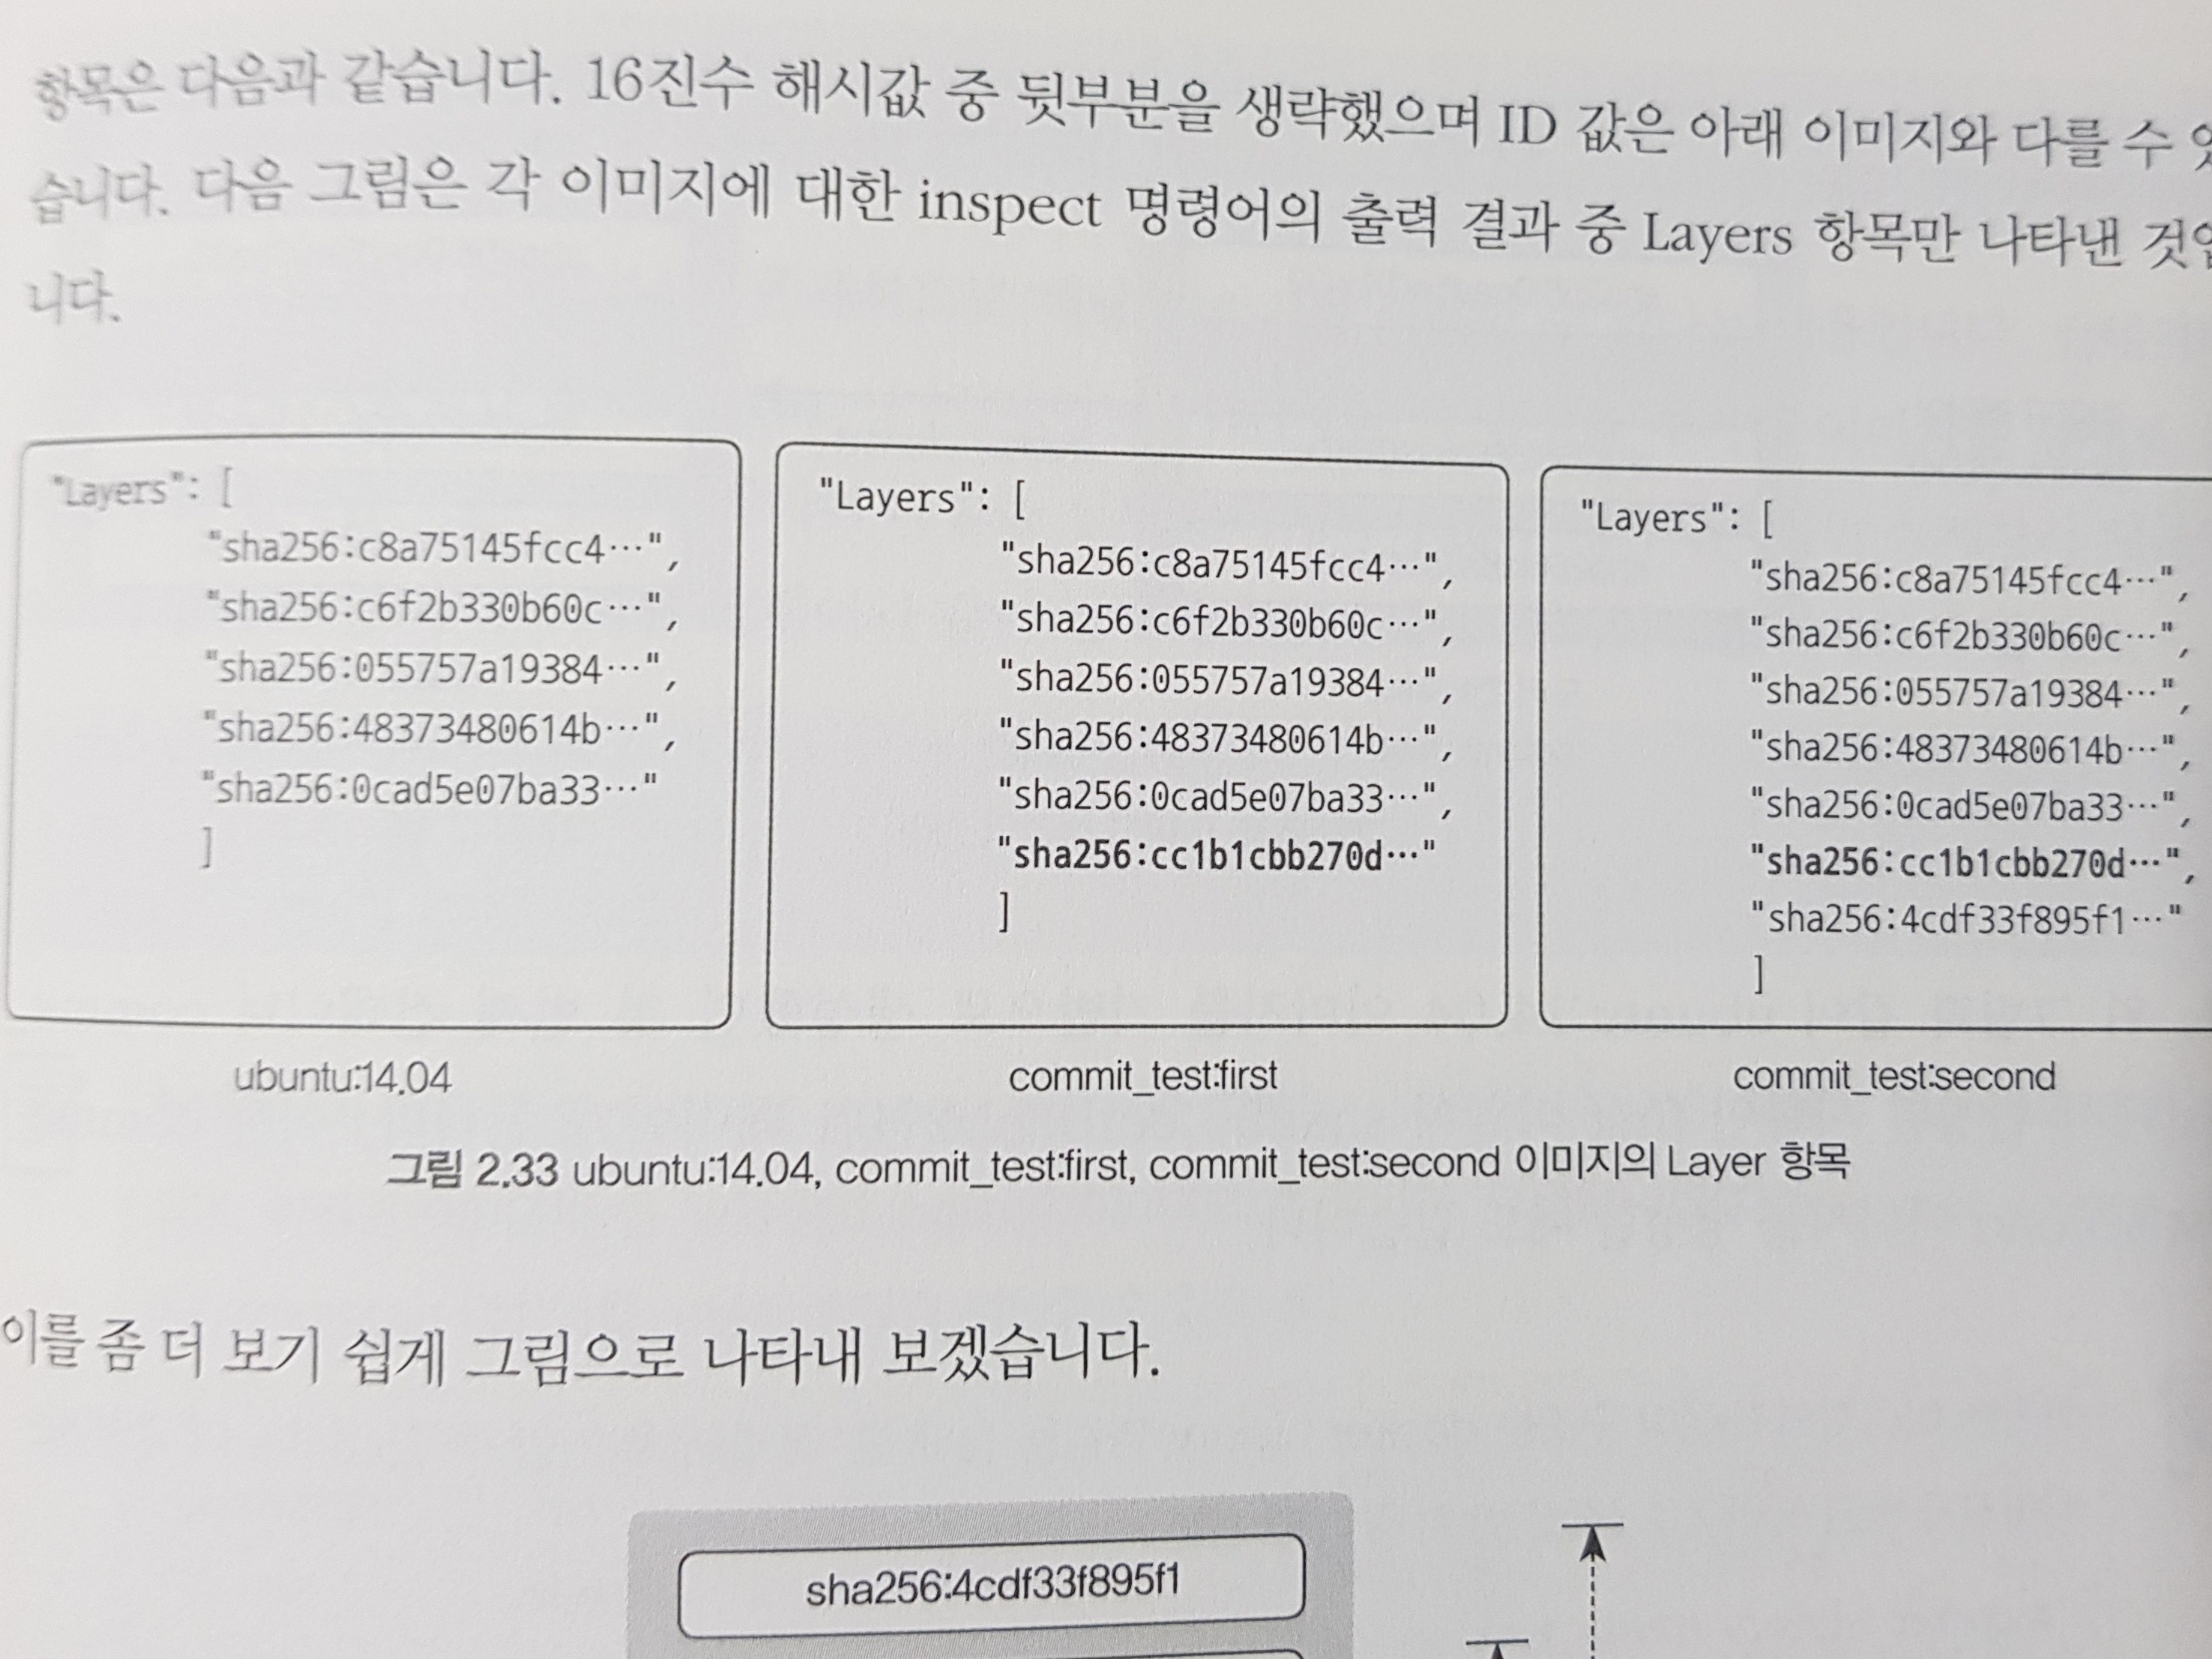 항목은 다음과 같습니다. 16진수 해시값 중 뒷부분을 생략했으며 ID 값은 아래 이미지와 다를 수
습니다. 다음 그림은 각 이미지에 대한 inspect 명령어의 출력 결과 중 Layers 항목만 나타낸
니다.
"Layers": [
"sha256:c8a75145fcc4…",
"sha256:c6f2b330b60c…",
"sha256:055757a19384…",
"sha256:48373480614b…",
"sha256:0cad5e07ba33…"
]
ubuntu:14.04
"Layers": [
"sha256:c8a75145fcc4…",
"sha256:c6f2b330b60c…",
"sha256:055757a19384…",
"sha256:48373480614b…",
"sha256:0cad5e07ba33…",
"sha256:cc1b1cbb270d…"
]
commit_test:first
"Layers": [
"sha256:c8a75145fcc4…",
"sha256:c6f2b330b60c…",
"sha256:055757a19384…",
"sha256:48373480614b…",
"sha256:0cad5e07ba33…",
"sha256:cc1b1cbb270d…",
"sha256:4cdf33f895f1…"
]
commit_test:second
그림 2.33 ubuntu:14.04, commit_test:first, commit_test:second 이미지의 Layer 항목
이를 좀 더 보기 쉽게 그림으로 나타내 보겠습니다.
sha256:4cdf33f895f1